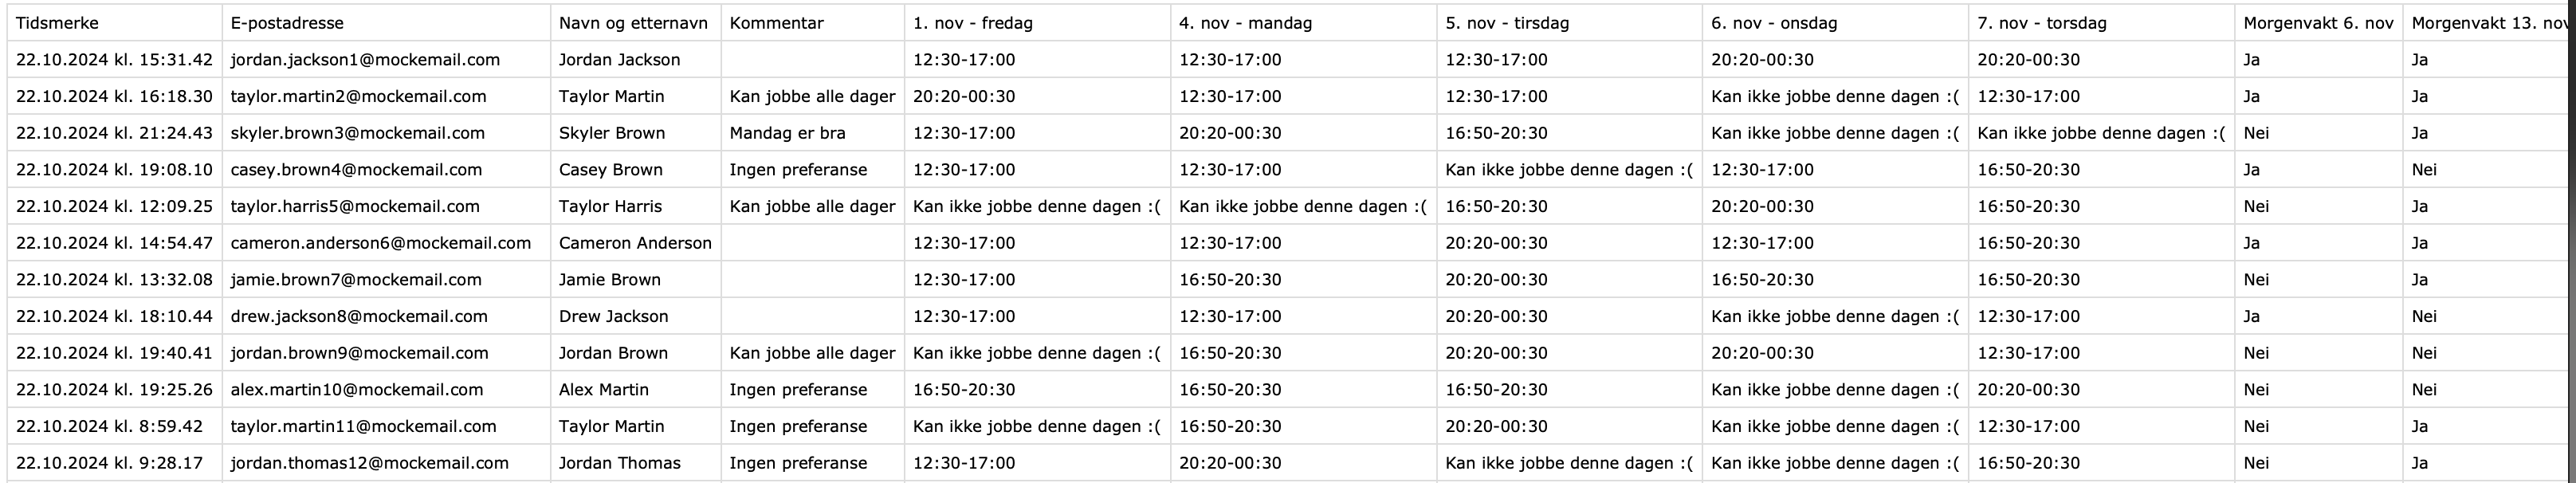 Tidsmerke E-postadresse Navn og etternavn Kommentar 1. nov - fredag 4. nov - mandag 5. nov - tirsdag 6. nov - onsdag 7. nov - torsdag Morgenvakt 6. nov Morgenvakt 13. nov
22.10.2024 kl. 15:31.42 jordan.jackson1@mockemail.com Jordan Jackson 12:30-17:00 12:30-17:00 12:30-17:00 20:20-00:30 20:20-00:30 Ja Ja
22.10.2024 kl. 16:18.30 taylor.martin2@mockemail.com Taylor Martin Kan jobbe alle dager 20:20-00:30 12:30-17:00 12:30-17:00 Kan ikke jobbe denne dagen :( 12:30-17:00 Ja Ja
22.10.2024 kl. 21:24.43 skyler.brown3@mockemail.com Skyler Brown Mandag er bra 12:30-17:00 20:20-00:30 16:50-20:30 Kan ikke jobbe denne dagen :( Kan ikke jobbe denne dagen :( Nei Ja
22.10.2024 kl. 19:08.10 casey.brown4@mockemail.com Casey Brown Ingen preferanse 12:30-17:00 12:30-17:00 Kan ikke jobbe denne dagen :( 12:30-17:00 16:50-20:30 Ja Nei
22.10.2024 kl. 12:09.25 taylor.harris5@mockemail.com Taylor Harris Kan jobbe alle dager Kan ikke jobbe denne dagen :( Kan ikke jobbe denne dagen :( 16:50-20:30 20:20-00:30 16:50-20:30 Nei Ja
22.10.2024 kl. 14:54.47 cameron.anderson6@mockemail.com Cameron Anderson 12:30-17:00 12:30-17:00 20:20-00:30 12:30-17:00 16:50-20:30 Ja Ja
22.10.2024 kl. 13:32.08 jamie.brown7@mockemail.com Jamie Brown 12:30-17:00 16:50-20:30 20:20-00:30 16:50-20:30 16:50-20:30 Nei Ja
22.10.2024 kl. 18:10.44 drew.jackson8@mockemail.com Drew Jackson 12:30-17:00 12:30-17:00 20:20-00:30 Kan ikke jobbe denne dagen :( 12:30-17:00 Ja Nei
22.10.2024 kl. 19:40.41 jordan.brown9@mockemail.com Jordan Brown Kan jobbe alle dager Kan ikke jobbe denne dagen :( 16:50-20:30 20:20-00:30 20:20-00:30 12:30-17:00 Nei Nei
22.10.2024 kl. 19:25.26 alex.martin10@mockemail.com Alex Martin Ingen preferanse 16:50-20:30 16:50-20:30 16:50-20:30 Kan ikke jobbe denne dagen :( 20:20-00:30 Nei Nei
22.10.2024 kl. 8:59.42 taylor.martin11@mockemail.com Taylor Martin Ingen preferanse Kan ikke jobbe denne dagen :( 16:50-20:30 20:20-00:30 Kan ikke jobbe denne dagen :( 12:30-17:00 Nei Ja
22.10.2024 kl. 9:28.17 jordan.thomas12@mockemail.com Jordan Thomas Ingen preferanse 12:30-17:00 20:20-00:30 Kan ikke jobbe denne dagen :( Kan ikke jobbe denne dagen :( 16:50-20:30 Nei Ja